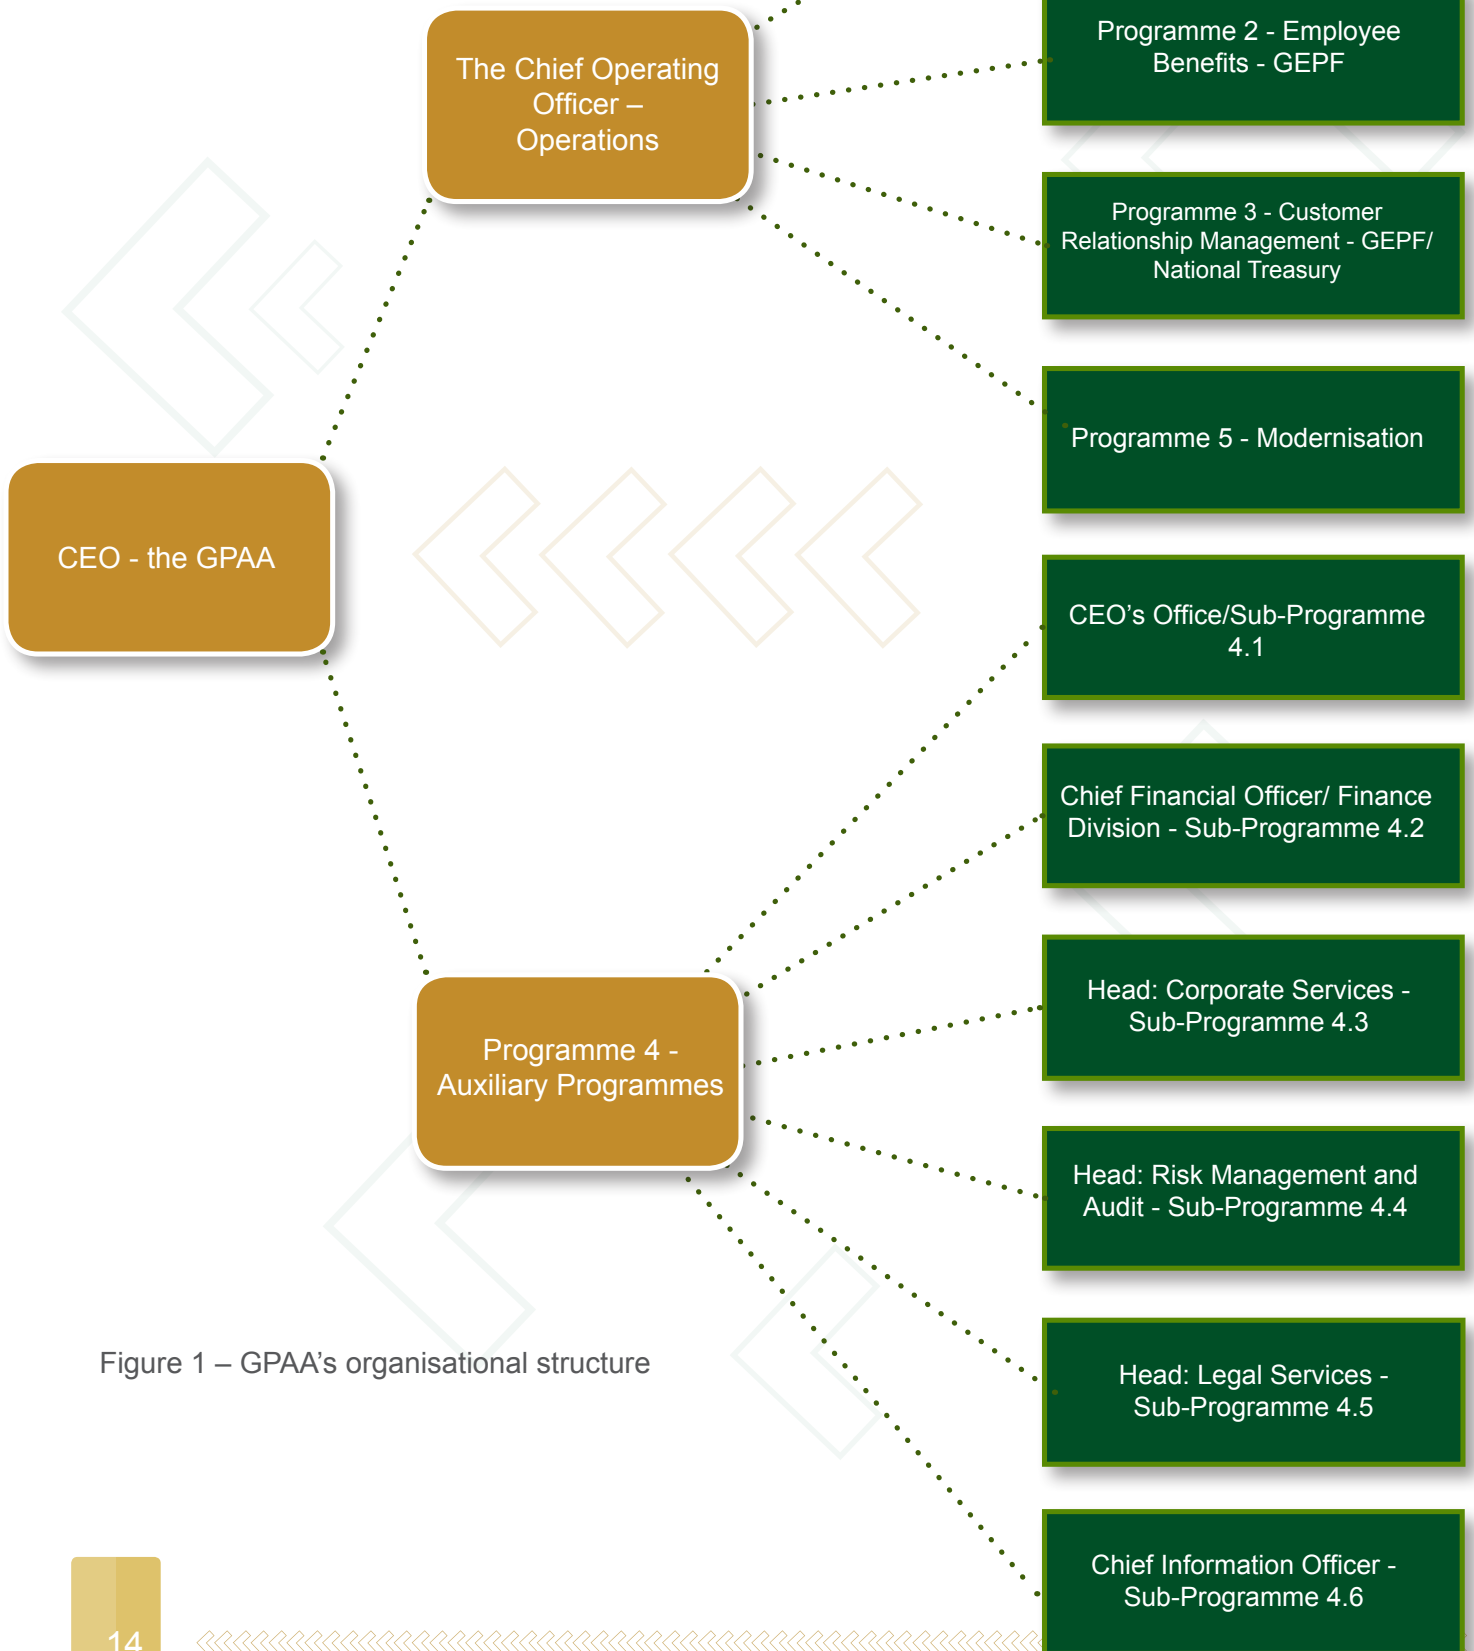 The Chief Operating
Officer –
Operations
Programme 2 - Employee
Benefits - GEPF
Programme 3 - Customer
Relationship Management - GEPF/
National Treasury
Programme 5 - Modernisation
CEO - the GPAA
CEO’s Office/Sub-Programme
4.1
Chief Financial Officer/ Finance
Division - Sub-Programme 4.2
Head: Corporate Services -
Sub-Programme 4.3
Programme 4 -
Auxiliary Programmes
Head: Risk Management and
Audit - Sub-Programme 4.4
Head: Legal Services -
Sub-Programme 4.5
Chief Information Officer -
Sub-Programme 4.6
Figure 1 – GPAA’s organisational structure
14